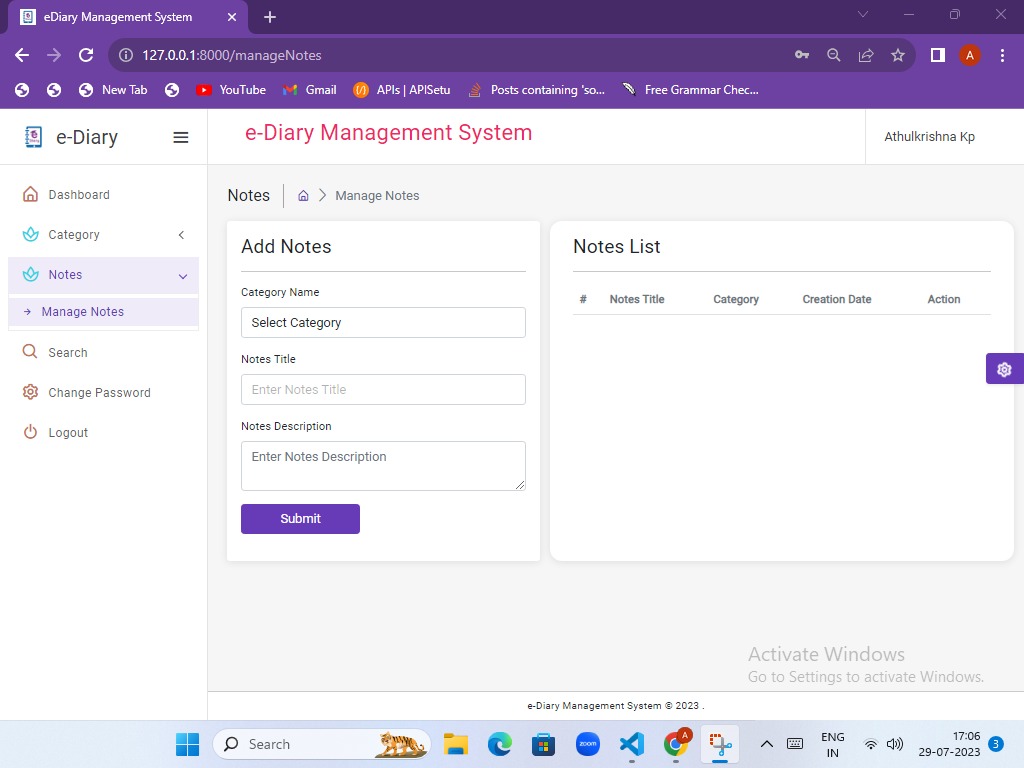 eDiary Management System
127.0.0.1:8000/manageNotes
A
New Tab
YouTube
Gmail
APIs | APISetu
Posts containing 'so...
Free Grammar Chec...
e-Diary
e-Diary Management System
Athulkrishna Kp
Dashboard
Category
Notes
Manage Notes
Search
Change Password
Logout
Notes
Manage Notes
Add Notes
Category Name
Select Category
Notes Title
Enter Notes Title
Notes Description
Enter Notes Description
Submit
Notes List
# Notes Title Category Creation Date Action
Activate Windows
Go to Settings to activate Windows.
e-Diary Management System © 2023 .
Search
zoom
A
ENG
IN
17:06
29-07-2023
3